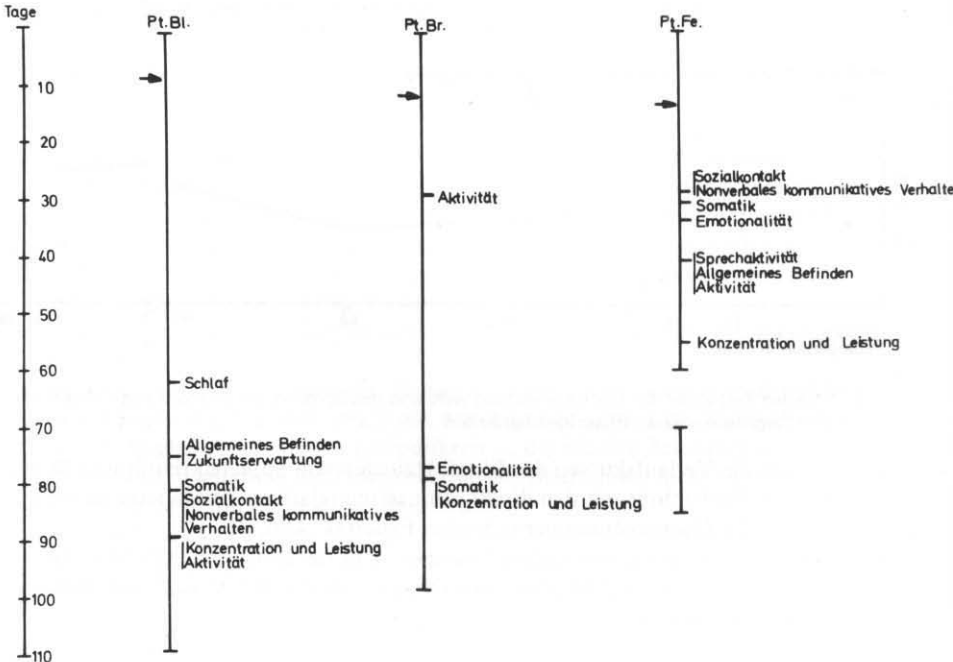 Tage
10
20
30
40
50
60
70
80
90
100
110
Pt.Bl.
Schlaf
Allgemeines Befinden
Zukunftserwartung
Somatik
Sozialkontakt
Nonverbales kommunikatives
Verhalten
Konzentration und Leistung
Aktivität
Pt.Br.
Aktivität
Emotionalität
Somatik
Konzentration und Leistung
Pt.Fe.
Sozialkontakt
Nonverbales kommunikatives Verhalte
Somatik
Emotionalität
Sprechaktivität
Allgemeines Befinden
Aktivität
Konzentration und Leistung